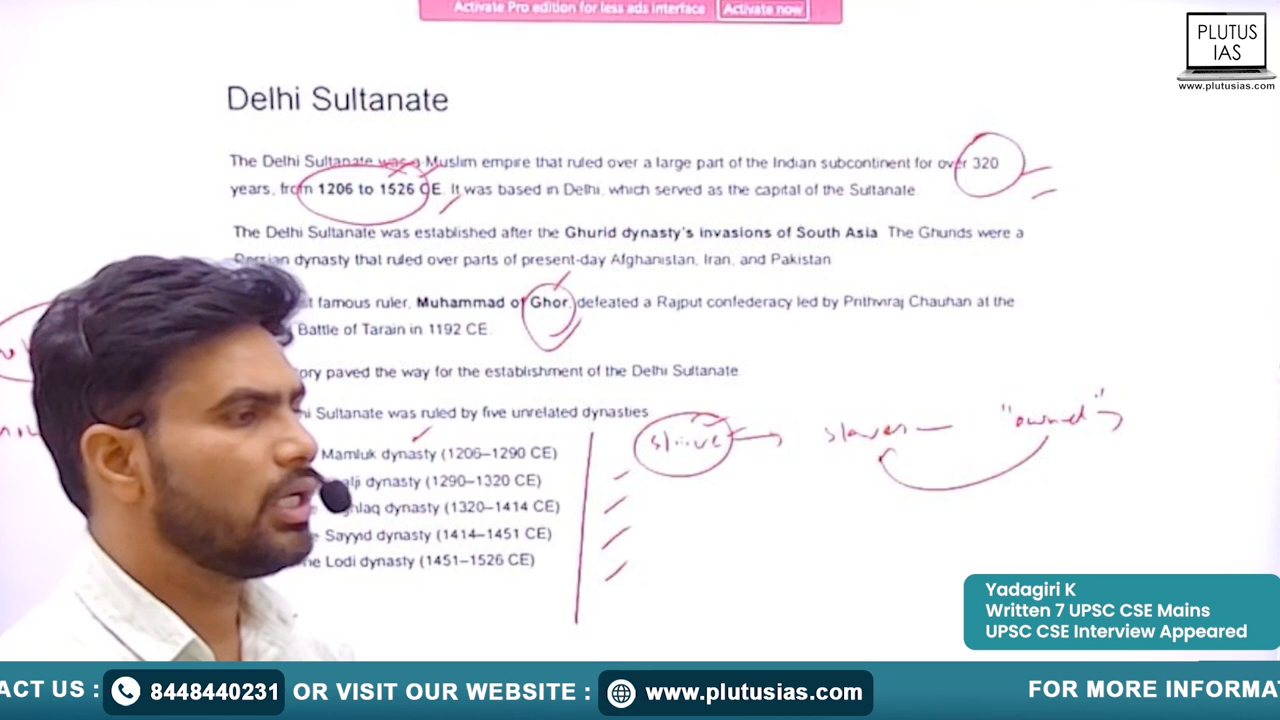 Activate Pro edition for less ads interface Activate now
PLUTUS
IAS
www.plutusias.com
Delhi Sultanate
The Delhi Sultanate was a Muslim empire that ruled over a large part of the Indian subcontinent for over 320
years, from 1206 to 1526 CE. It was based in Delhi, which served as the capital of the Sultanate.
The Delhi Sultanate was established after the Ghurid dynasty's invasions of South Asia. The Ghurids were a
Persian dynasty that ruled over parts of present-day Afghanistan, Iran, and Pakistan
famous ruler, Muhammad of Ghor, defeated a Rajput confederacy led by Prithviraj Chauhan at the
Battle of Tarain in 1192 CE.
paved the way for the establishment of the Delhi Sultanate
Sultanate was ruled by five unrelated dynasties
Mamluk dynasty (1206–1290 CE)
slave slaves — "owned"
dynasty (1290–1320 CE)
dynasty (1320–1414 CE)
Sayyid dynasty (1414–1451 CE)
Lodi dynasty (1451–1526 CE)
Yadagiri K
Written 7 UPSC CSE Mains
UPSC CSE Interview Appeared
ACT US : 8448440231 OR VISIT OUR WEBSITE : www.plutusias.com FOR MORE INFORMA